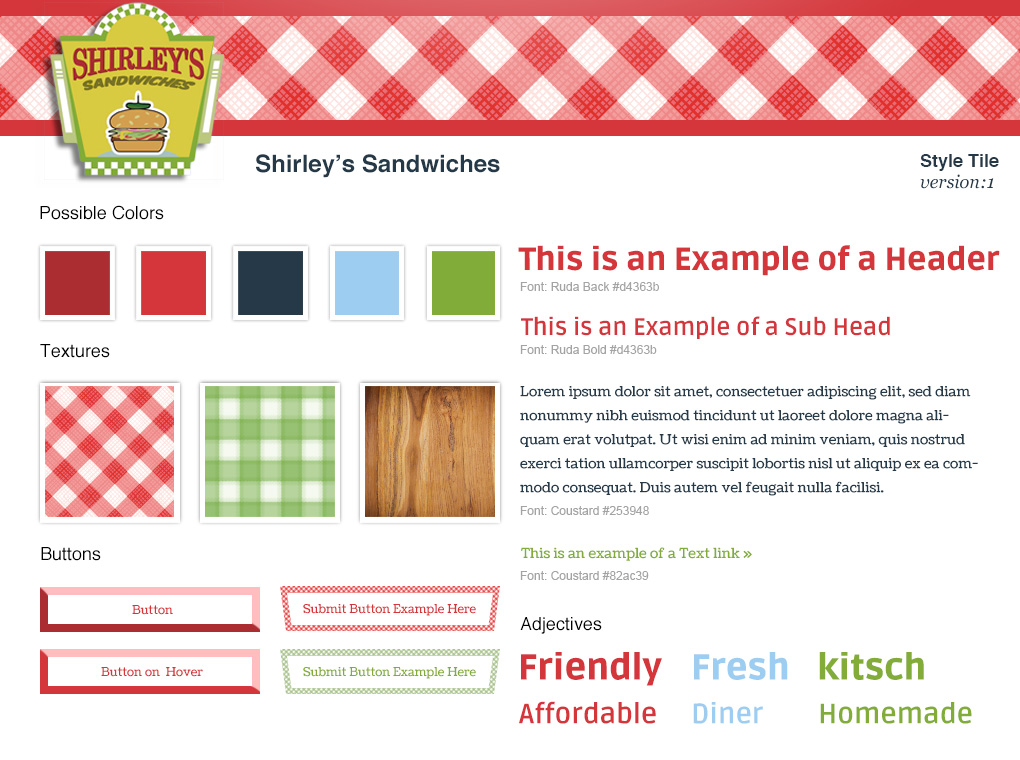 SHIRLEY'S
SANDWICHES
Shirley's Sandwiches
Style Tile
version:1
Possible Colors
Textures
Buttons
Button
Submit Button Example Here
Button on Hover
Submit Button Example Here
This is an Example of a Header
Font: Ruda Back #d4363b
This is an Example of a Sub Head
Font: Ruda Bold #d4363b
Lorem ipsum dolor sit amet, consectetuer adipiscing elit, sed diam
nonummy nibh euismod tincidunt ut laoreet dolore magna ali-
quam erat volutpat. Ut wisi enim ad minim veniam, quis nostrud
exerci tation ullamcorper suscipit lobortis nisl ut aliquip ex ea com-
modo consequat. Duis autem vel feugait nulla facilisi.
Font: Coustard #253948
This is an example of a Text link »
Font: Coustard #82ac39
Adjectives
Friendly Fresh kitsch
Affordable Diner Homemade